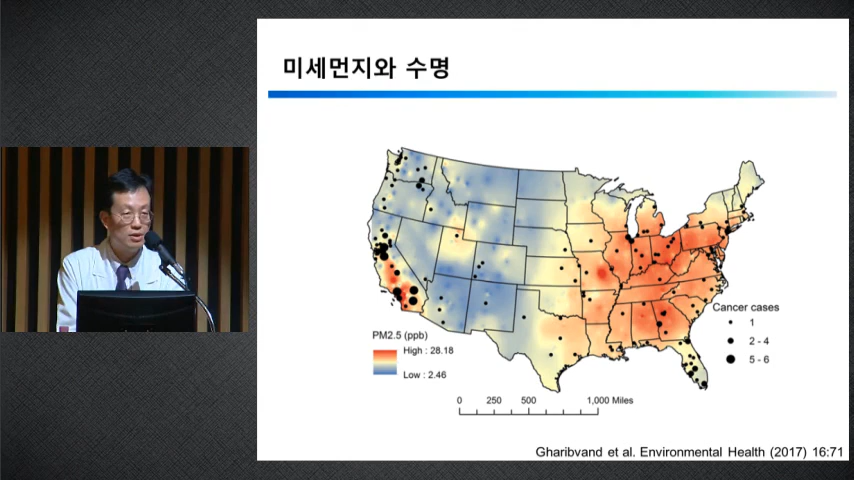 미세먼지와 수명
Cancer cases
1
2 - 4
5 - 6
PM2.5 (ppb)
High : 28.18
Low : 2.46
0 250 500 1,000 Miles
Gharibvand et al. Environmental Health (2017) 16:71